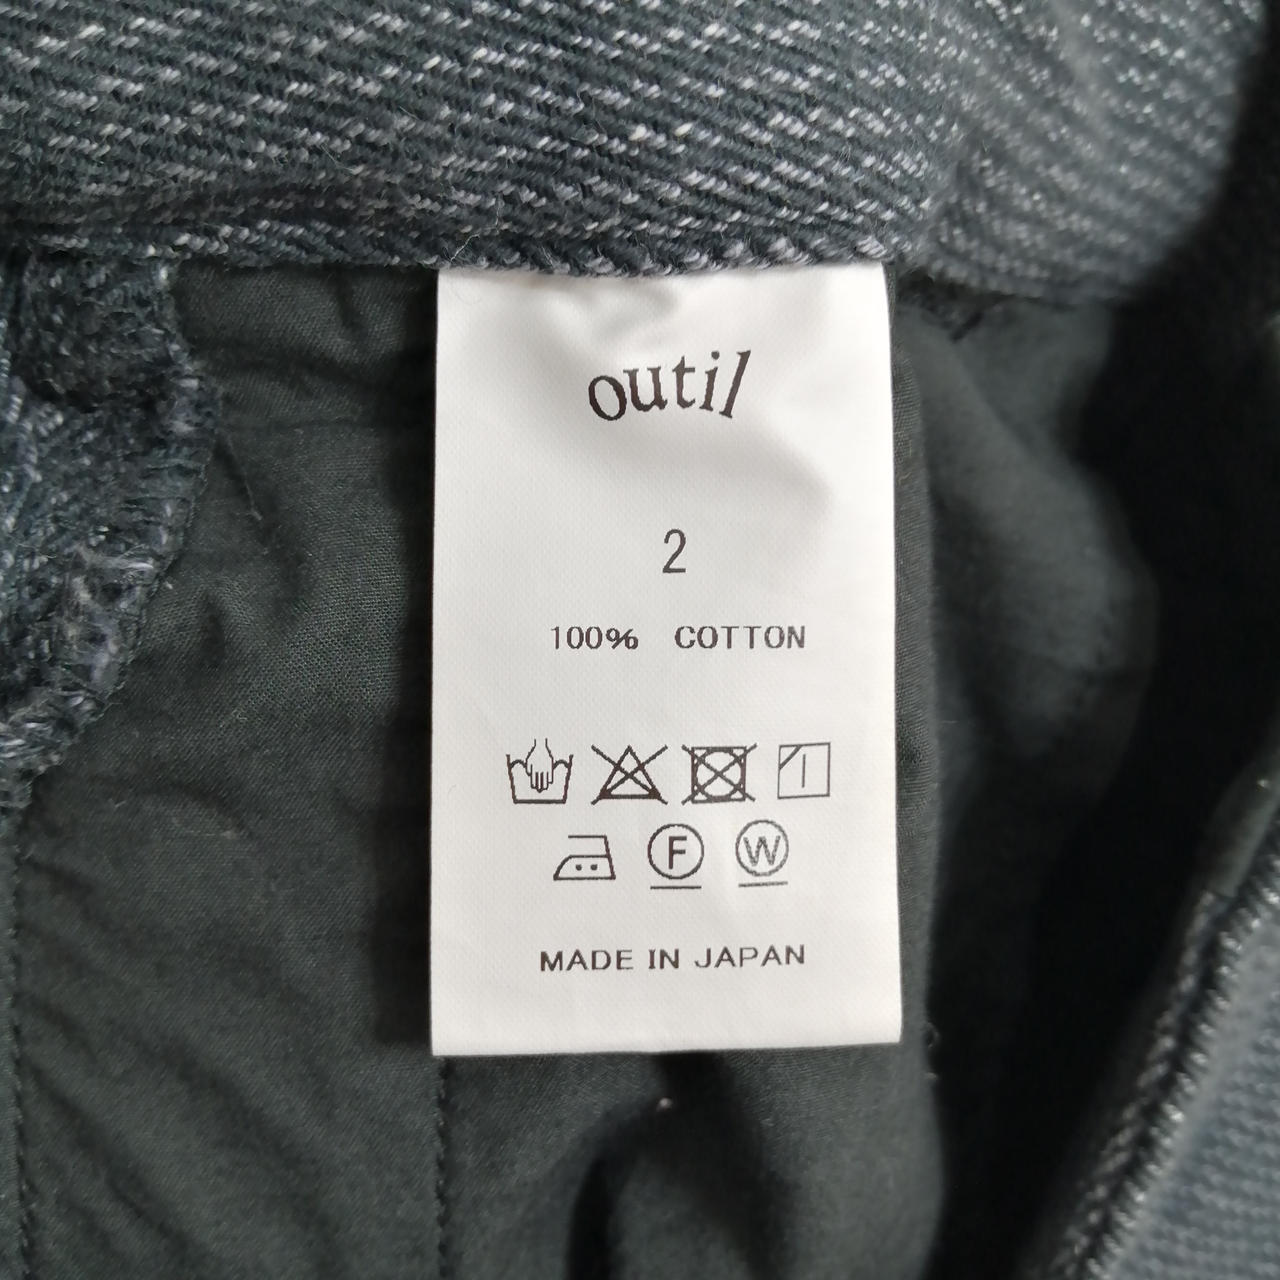 outil
2
100% COTTON
F W
MADE IN JAPAN